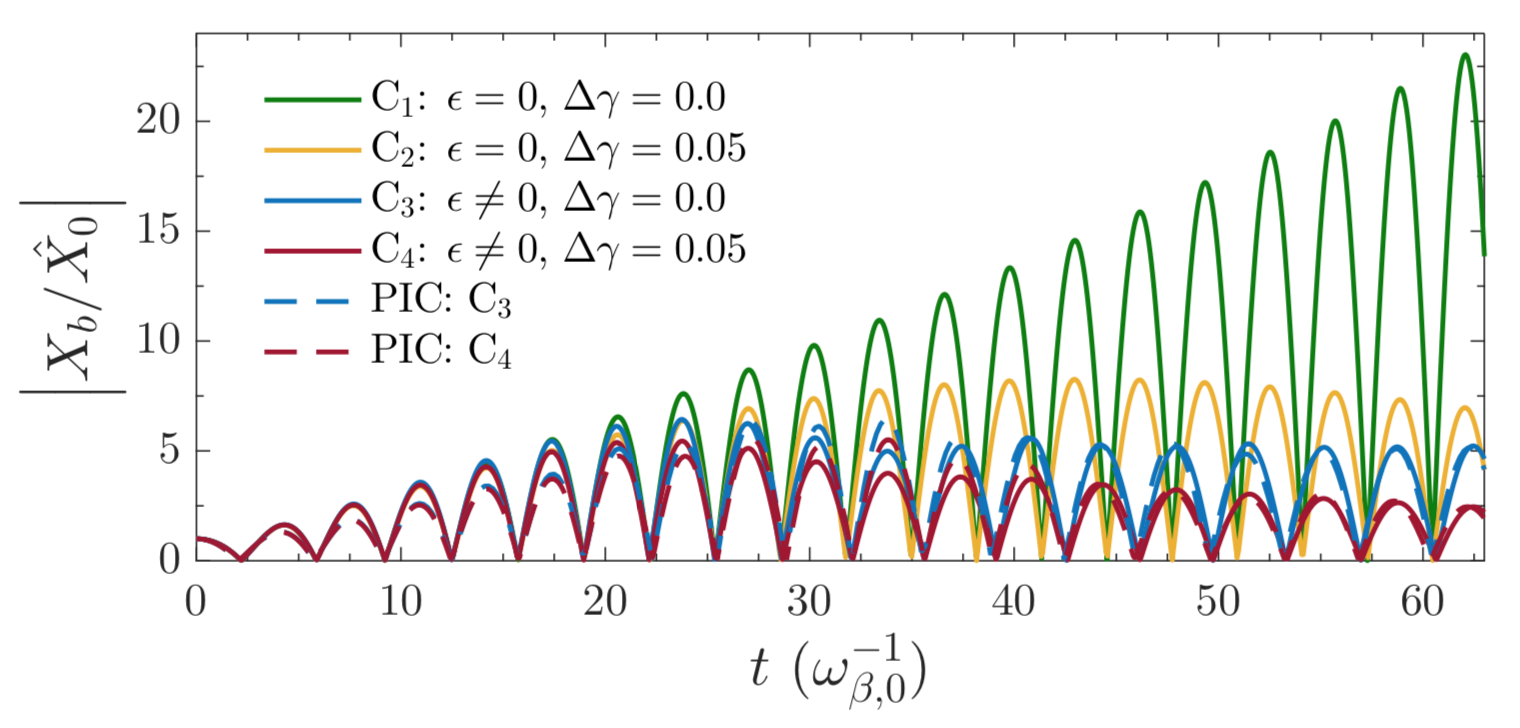 |X_b/X̂_0|
20
15
10
5
0
C₁: ϵ = 0, Δγ = 0.0
C₂: ϵ = 0, Δγ = 0.05
C₃: ϵ ≠ 0, Δγ = 0.0
C₄: ϵ ≠ 0, Δγ = 0.05
PIC: C₃
PIC: C₄
0 10 20 30 40 50 60
t (ω_{β,0}^{−1})